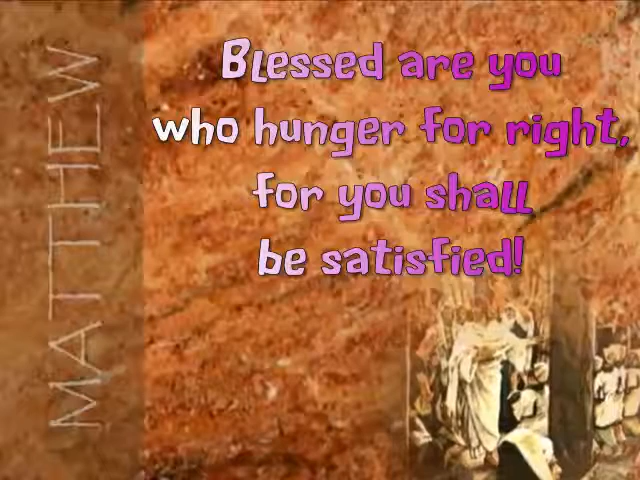 MATTHEW
Blessed are you
who hunger for right,
for you shall
be satisfied!